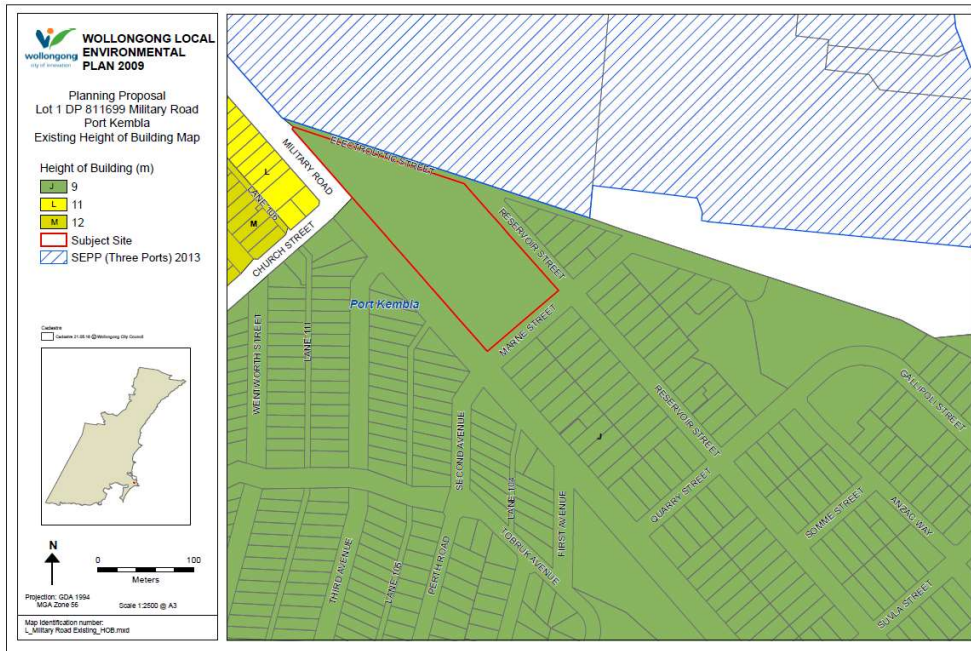 WOLLONGONG LOCAL
ENVIRONMENTAL
PLAN 2009
wollongong
city of innovation
Planning Proposal
Lot 1 DP 811699 Military Road
Port Kembla
Existing Height of Building Map
Height of Building (m)
J 9
L 11
M 12
Subject Site
SEPP (Three Ports) 2013
Cadastre
N
0 100
Meters
Projection: GDA 1994
MGA Zone 56
Scale 1:2500 @ A3
Map Identification number:
L_Military Road Existing_HOB.mxd
ELECTROLYTIC STREET
MILITARY ROAD
L
LANE 106
M
CHURCH STREET
RESERVOIR STREET
Port Kembla
MARNE STREET
WENTWORTH STREET
LANE 111
RESERVOIR STREET
GALLIPOLI STREET
J
SECOND AVENUE
LANE 104
FIRST AVENUE
QUARRY STREET
SOMME STREET
ANZAC WAY
TOBRUK AVENUE
THIRD AVENUE
LANE 105
PERTH ROAD
SUVLA STREET